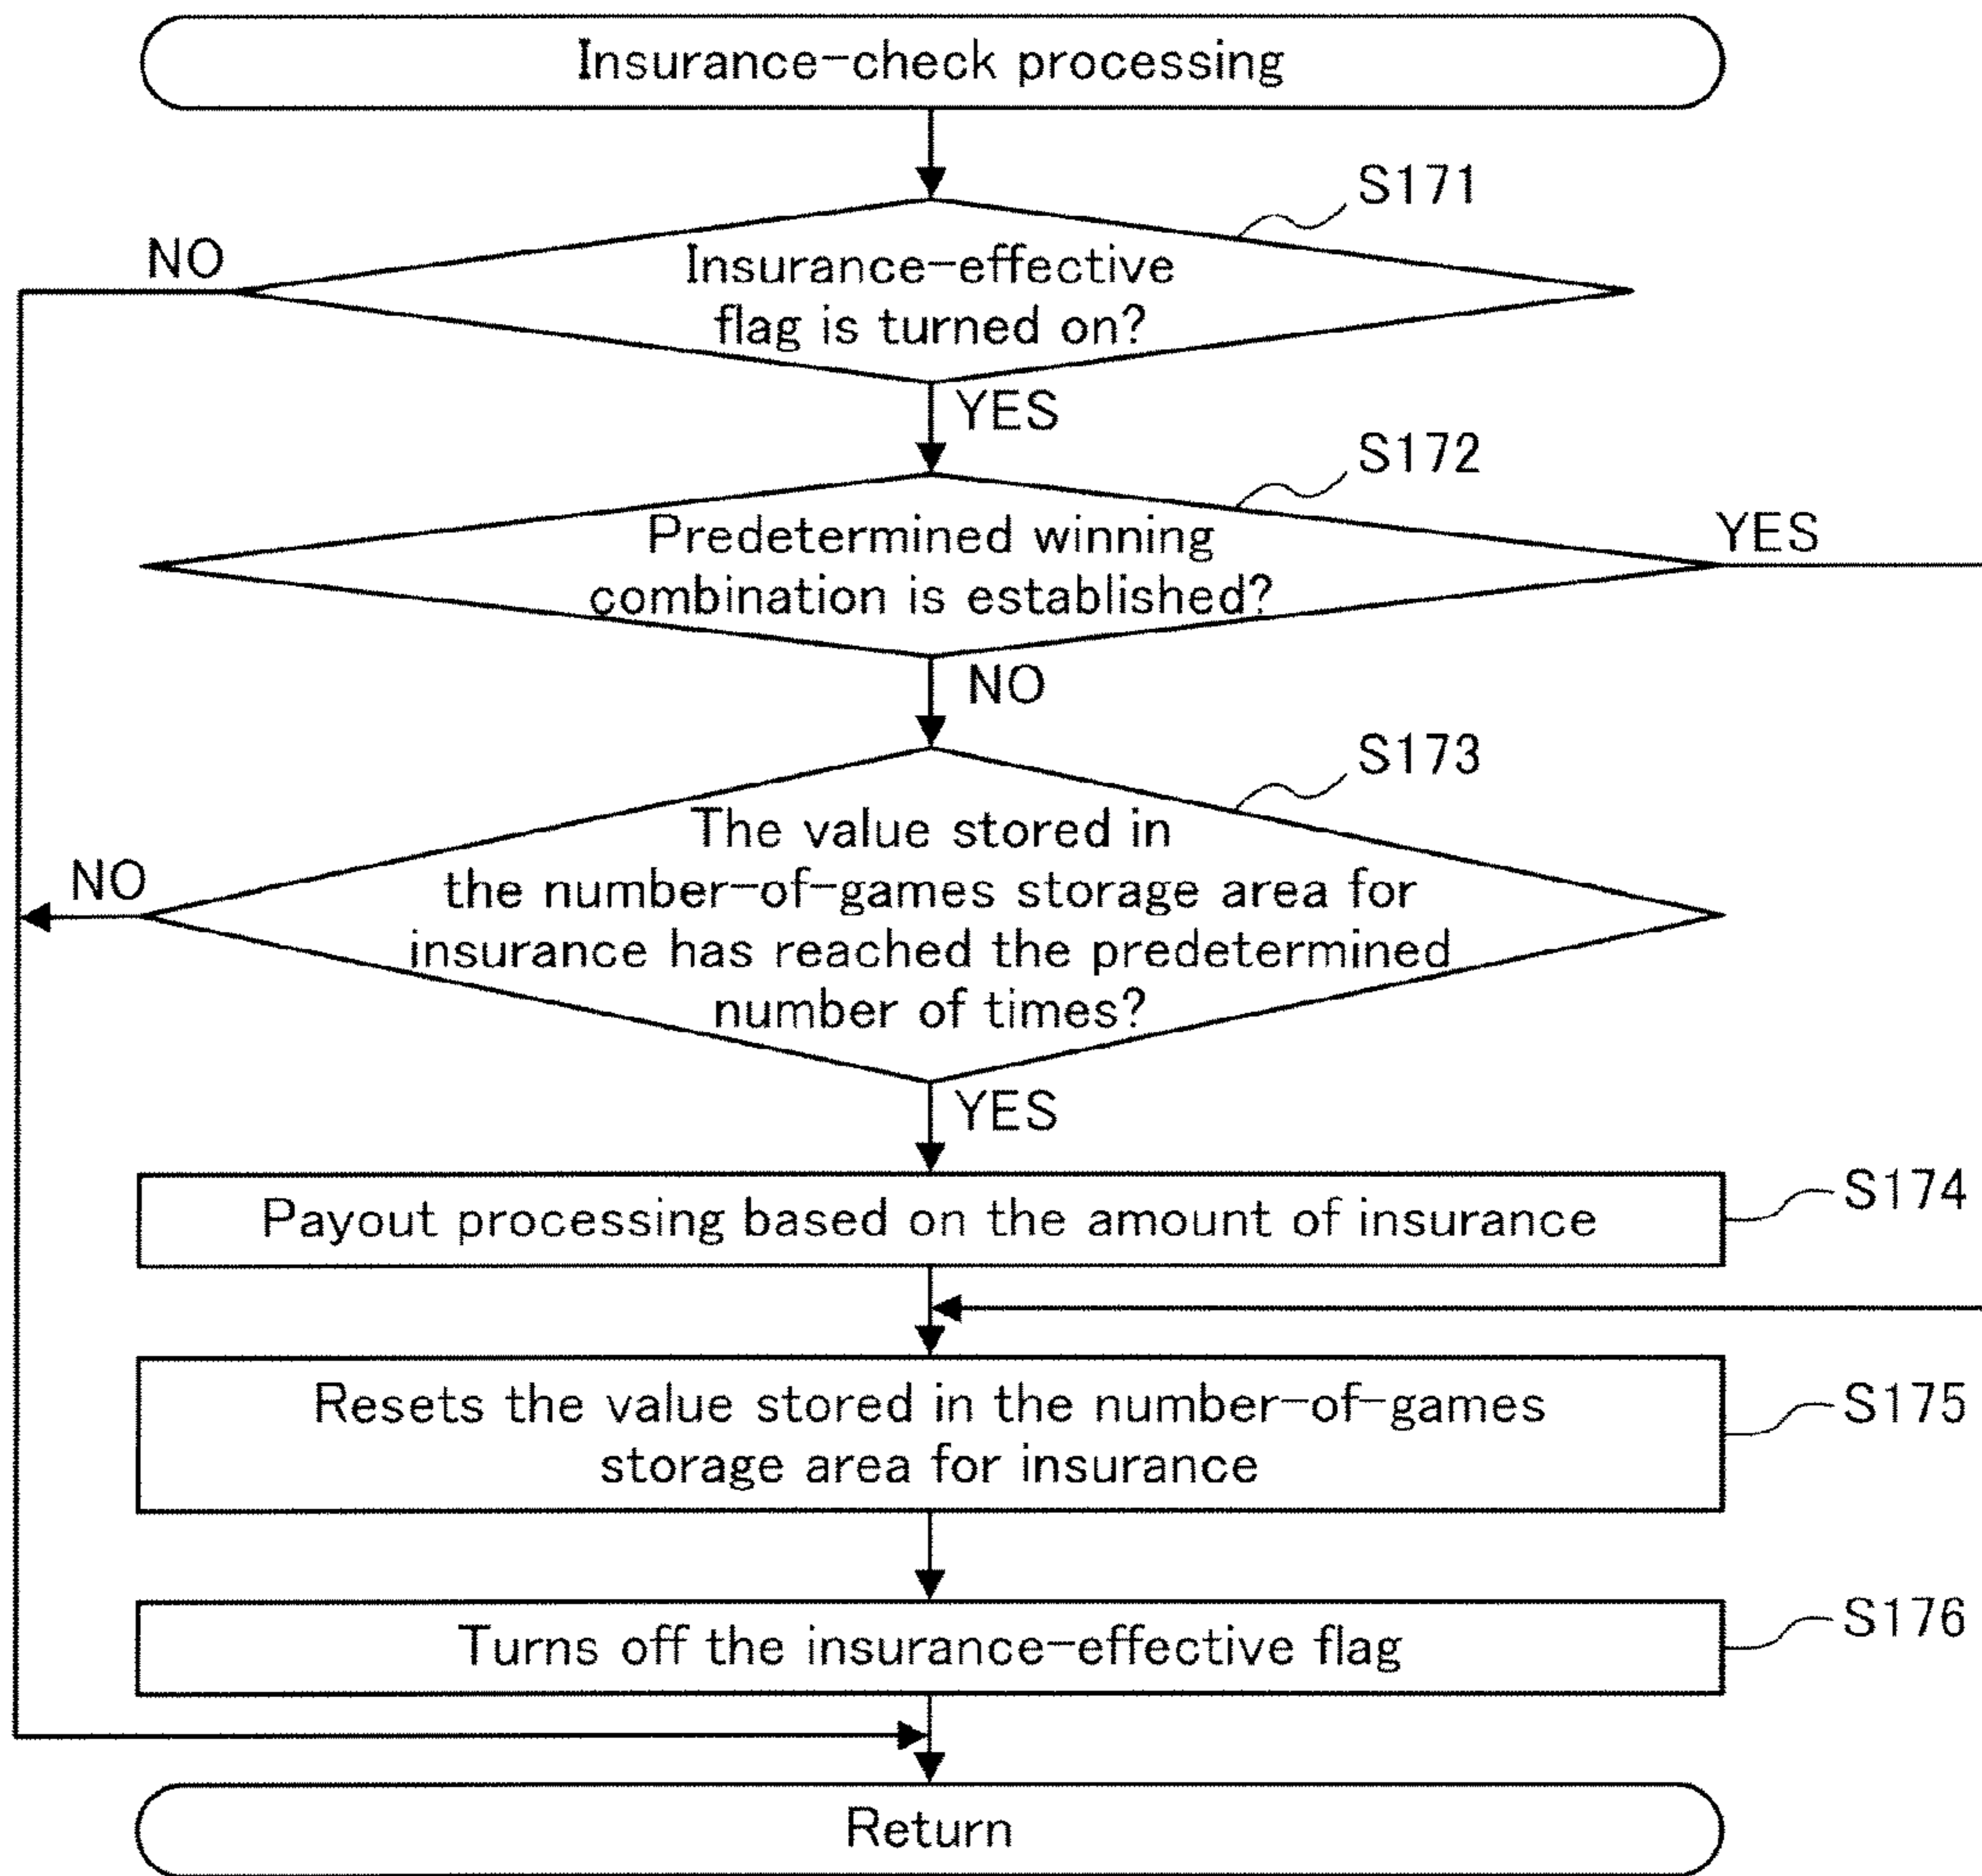 Insurance-check processing
S171
NO
Insurance-effective
flag is turned on?
YES
S172
Predetermined winning
combination is established?
YES
NO
S173
The value stored in
the number-of-games storage area for
insurance has reached the predetermined
number of times?
NO
YES
Payout processing based on the amount of insurance
S174
Resets the value stored in the number-of-games
storage area for insurance
S175
Turns off the insurance-effective flag
S176
Return